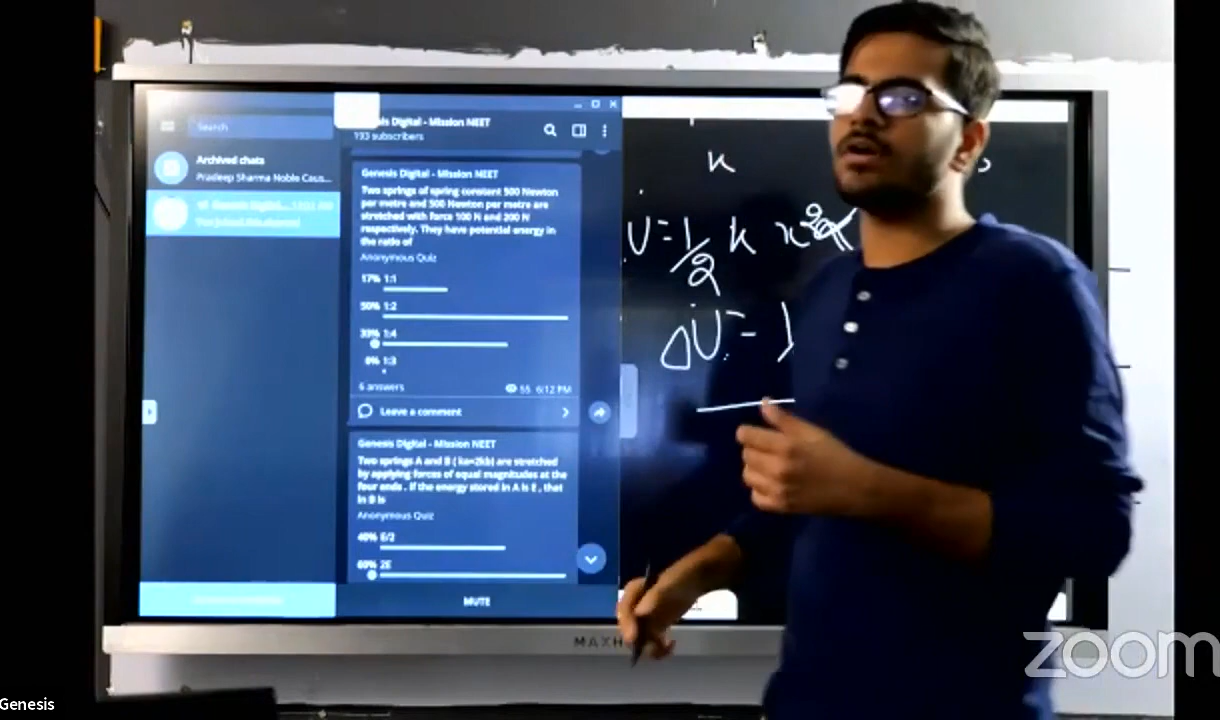 Search
Archived chats
Pradeep Sharma Noble Caus...
sis Digital - Mission NEET
193 subscribers
Genesis Digital - Mission NEET
Two springs of spring constant 500 Newton
per metre and 500 Newton per metre are
stretched with force 100 N and 200 N
respectively. They have potential energy in
the ratio of
Anonymous Quiz
17% 1:1
50% 1:2
33% 1:4
0% 1:3
6 answers
55 6:12 PM
Leave a comment
Genesis Digital - Mission NEET
Two springs A and B ( ka=2kb) are stretched
by applying forces of equal magnitudes at the
four ends . If the energy stored in A is E , that
in B is
Anonymous Quiz
40% E/2
60% 2E
MUTE
U = 1/2 k x²
ΔU = 1
MAXH
zoom
Genesis